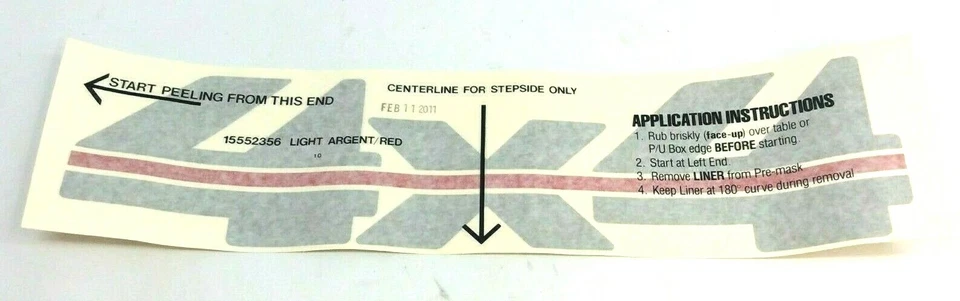 START PEELING FROM THIS END
CENTERLINE FOR STEPSIDE ONLY
FEB 11 2011
15552356 LIGHT ARGENT/RED
10
4X4
APPLICATION INSTRUCTIONS
1. Rub briskly (face-up) over table or
P/U Box edge BEFORE starting.
2. Start at Left End.
3. Remove LINER from Pre-mask
4. Keep Liner at 180° curve during removal